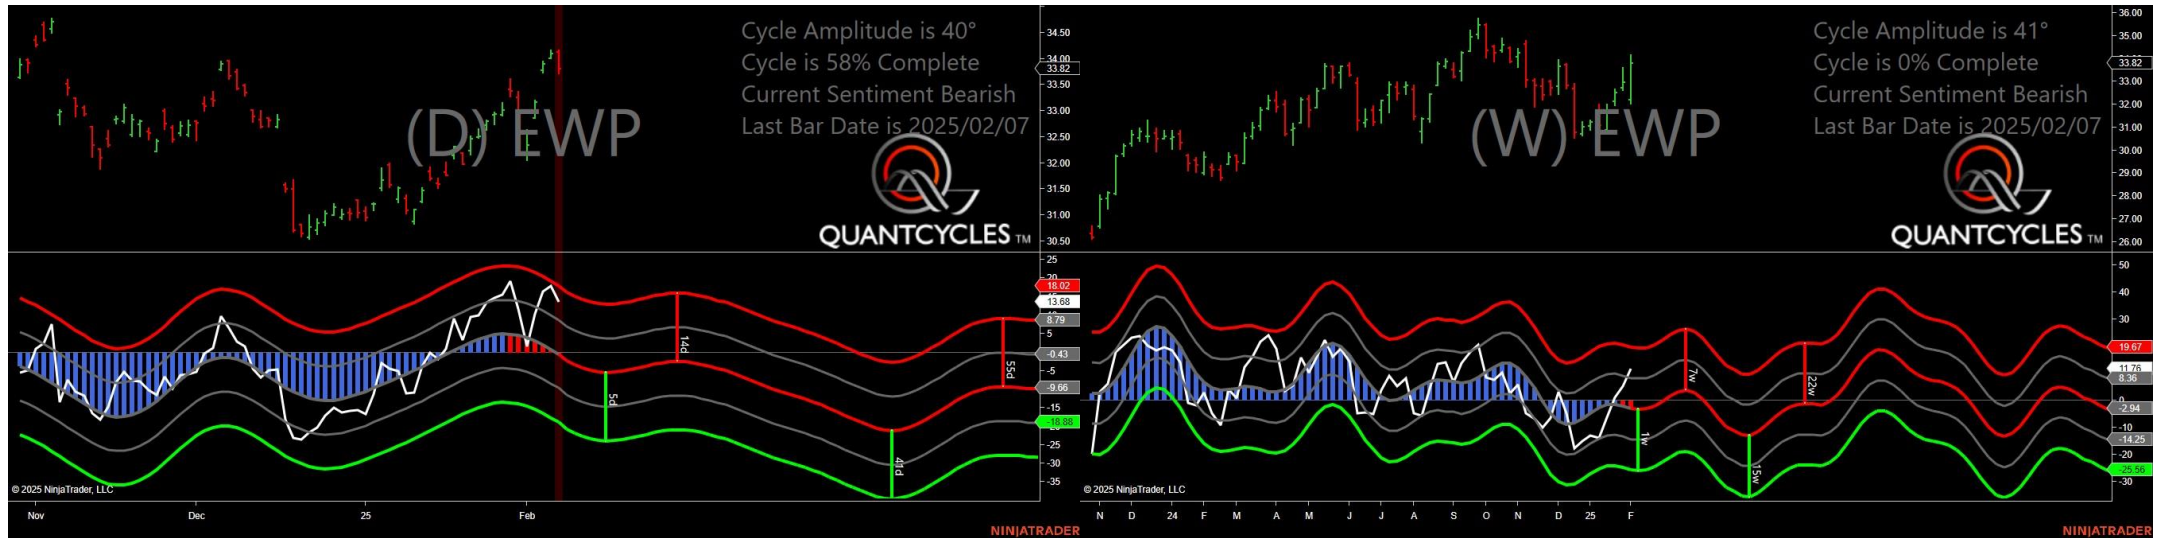 Cycle Amplitude is 40°
Cycle is 58% Complete
Current Sentiment Bearish
Last Bar Date is 2025/02/07
(D) EWP
QUANTCYCLES TM
34.50
34.00
33.82
33.50
33.00
32.50
32.00
31.50
31.00
30.50
25
20
18.02
13.68
8.79
5
-0.43
-5
-9.66
-15
-18.88
-25
-30
-35
5d
14d
41d
55d
© 2025 NinjaTrader, LLC
Nov
Dec
25
Feb
NINJATRADER
Cycle Amplitude is 41°
Cycle is 0% Complete
Current Sentiment Bearish
Last Bar Date is 2025/02/07
(W) EWP
QUANTCYCLES TM
36.00
35.00
34.00
33.82
33.00
32.00
31.00
30.00
29.00
28.00
27.00
26.00
50
40
30
19.67
11.76
8.36
0
-2.94
-10
-14.25
-20
-25.56
-30
1w
7w
15w
22w
© 2025 NinjaTrader, LLC
N
D
24
F
M
A
M
J
J
A
S
O
N
D
25
F
NINJATRADER